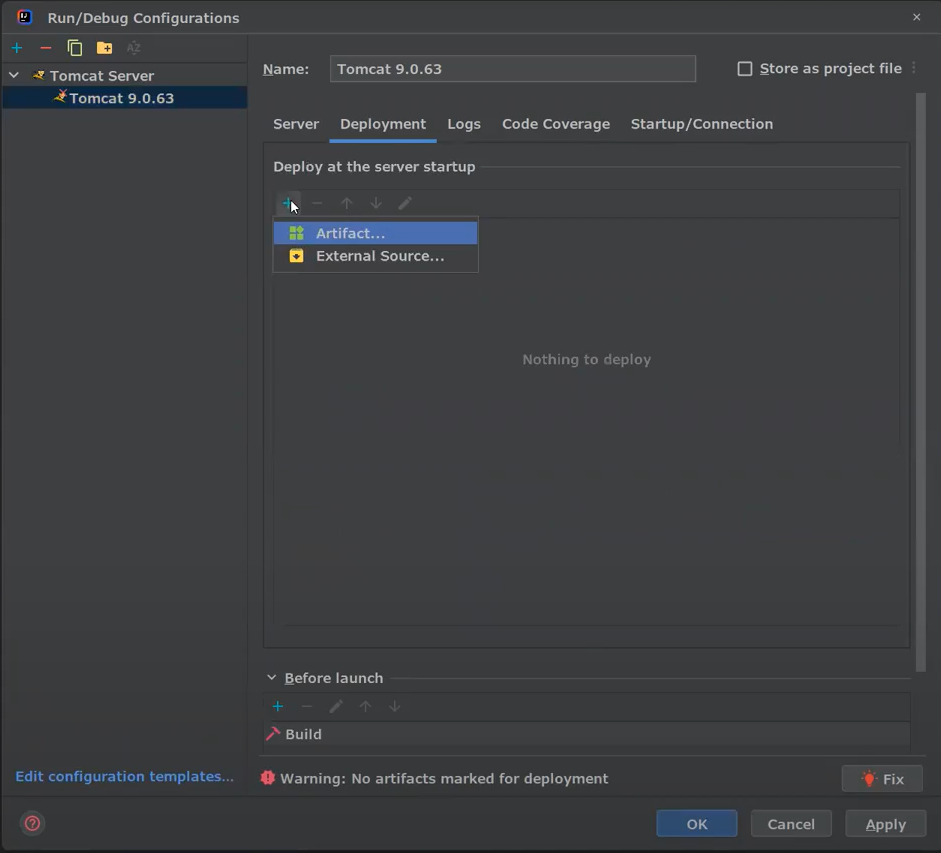 Run/Debug Configurations
Tomcat Server
Tomcat 9.0.63
Name: Tomcat 9.0.63 Store as project file
Server Deployment Logs Code Coverage Startup/Connection
Deploy at the server startup
Artifact...
External Source...
Nothing to deploy
Before launch
Build
Edit configuration templates...
Warning: No artifacts marked for deployment Fix
OK Cancel Apply